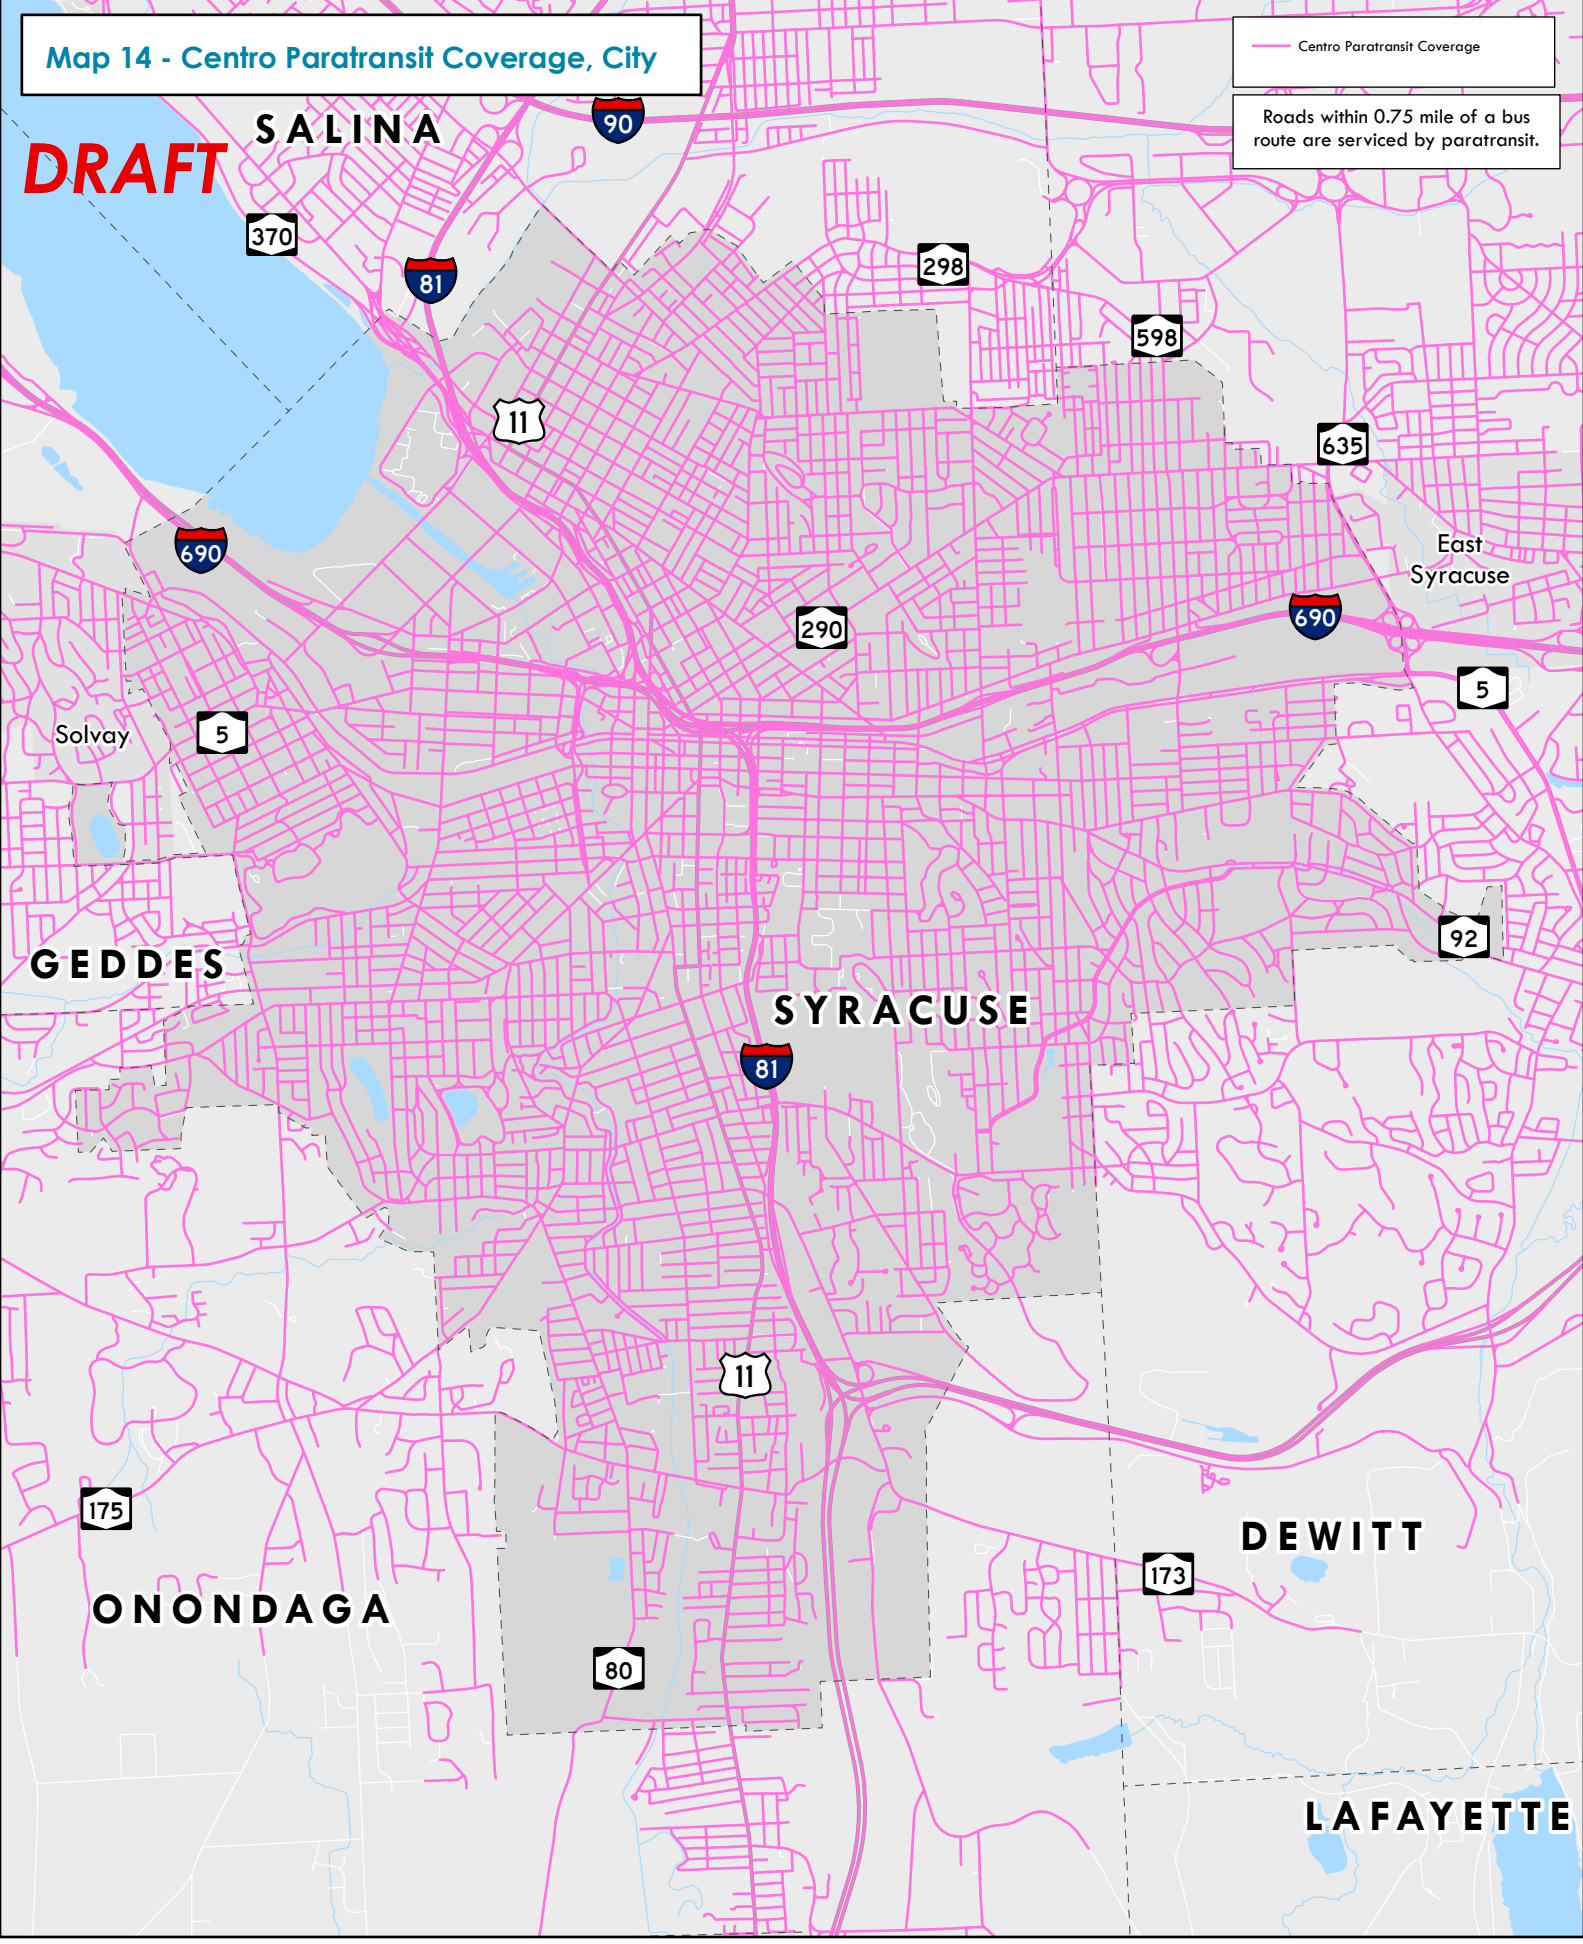 Map 14 - Centro Paratransit Coverage, City
Centro Paratransit Coverage
Roads within 0.75 mile of a bus
route are serviced by paratransit.
DRAFT
SALINA
90
370
81
298
598
11
635
690
East
Syracuse
290
690
5
Solvay
5
GEDDES
92
SYRACUSE
81
11
175
DEWITT
173
ONONDAGA
80
LAFAYETTE